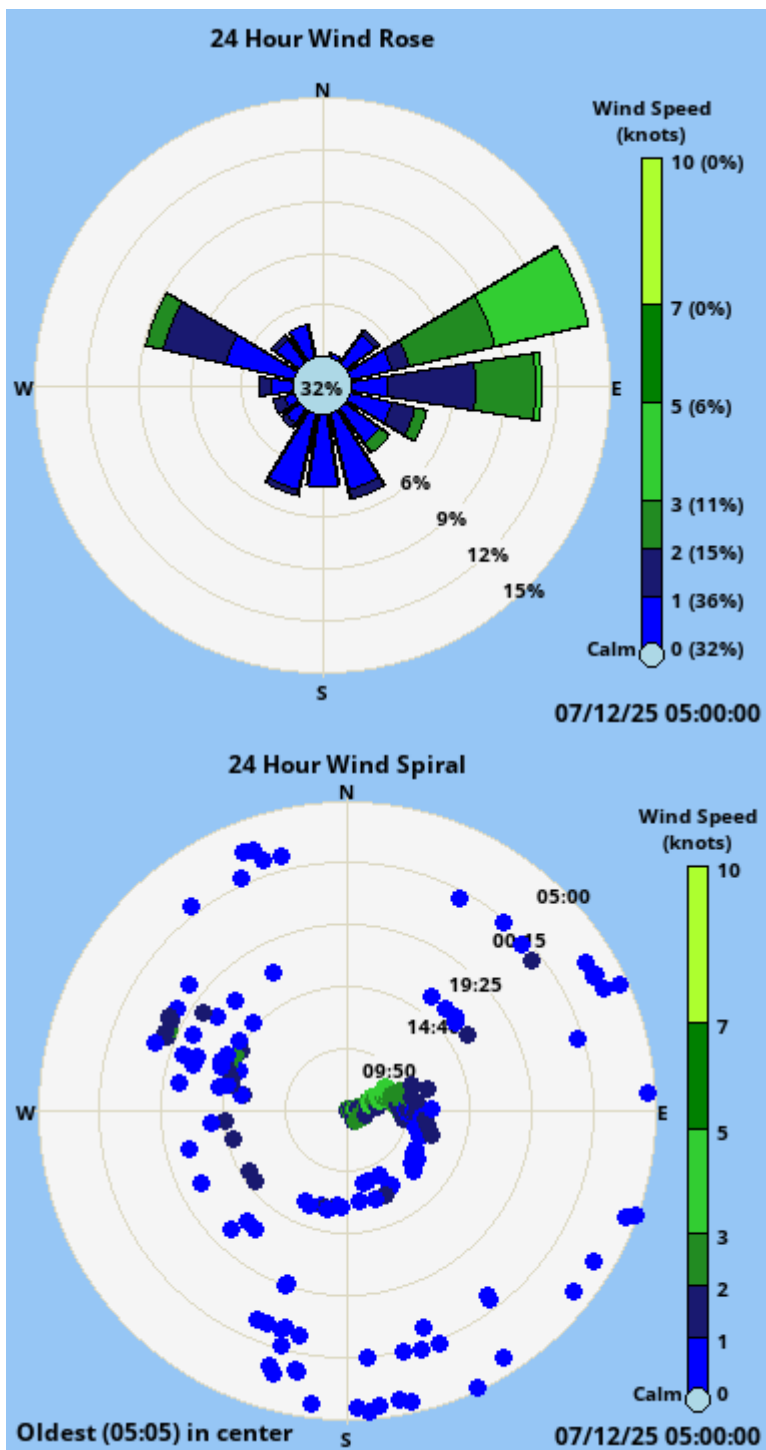 24 Hour Wind Rose
N
Wind Speed
(knots)
10 (0%)
7 (0%)
W
32%
E
5 (6%)
6%
3 (11%)
9%
12%
2 (15%)
15%
1 (36%)
Calm
0 (32%)
S
07/12/25 05:00:00
24 Hour Wind Spiral
N
Wind Speed
(knots)
10
05:00
00:15
19:25
14:40
7
09:50
W
E
5
3
2
1
Calm
0
Oldest (05:05) in center
S
07/12/25 05:00:00